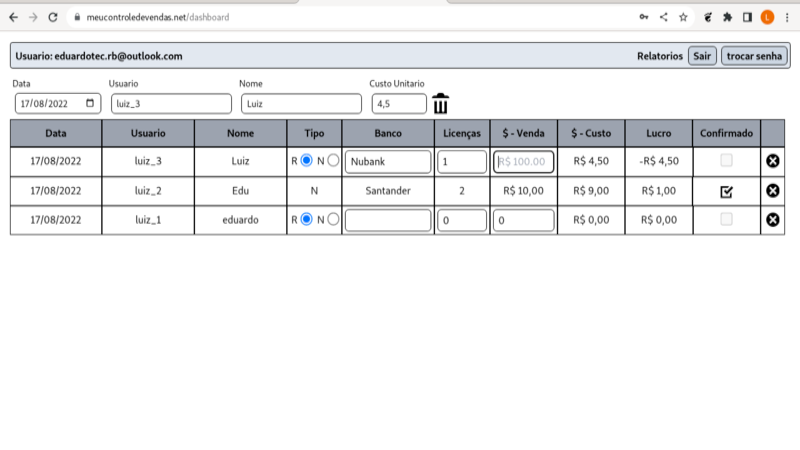 meucontroledevendas.net/dashboard
L
Usuario: eduardotec.rb@outlook.com Relatorios Sair trocar senha
Data Usuario Nome Custo Unitario
17/08/2022 luiz_3 Luiz 4,5
Data Usuario Nome Tipo Banco Licenças $ - Venda $ - Custo Lucro Confirmado
17/08/2022 luiz_3 Luiz R N Nubank 1 R$ 100.00 R$ 4,50 -R$ 4,50
17/08/2022 luiz_2 Edu N Santander 2 R$ 10,00 R$ 9,00 R$ 1,00
17/08/2022 luiz_1 eduardo R N 0 0 R$ 0,00 R$ 0,00